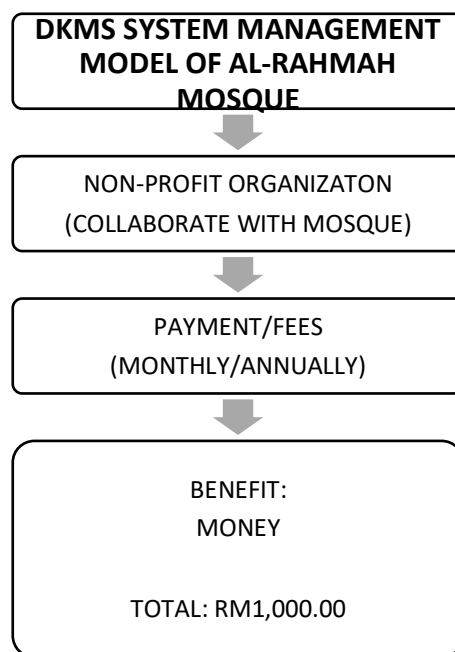 DKMS SYSTEM MANAGEMENT
MODEL OF AL-RAHMAH
MOSQUE
NON-PROFIT ORGANIZATON
(COLLABORATE WITH MOSQUE)
PAYMENT/FEES
(MONTHLY/ANNUALLY)
BENEFIT:
MONEY
TOTAL: RM1,000.00